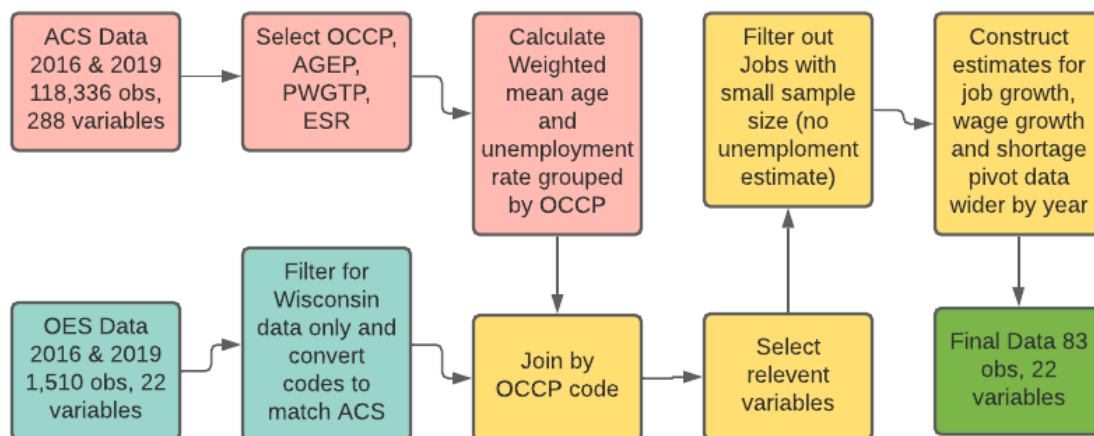 ACS Data
2016 & 2019
118,336 obs,
288 variables
Select OCCP,
AGEP,
PWGTP,
ESR
Calculate
Weighted
mean age
and
unemployment
rate grouped
by OCCP
Filter out
Jobs with
small sample
size (no
unemploment
estimate)
Construct
estimates for
job growth,
wage growth
and shortage
pivot data
wider by year
OES Data
2016 & 2019
1,510 obs, 22
variables
Filter for
Wisconsin
data only and
convert
codes to
match ACS
Join by
OCCP code
Select
relevent
variables
Final Data 83
obs, 22
variables